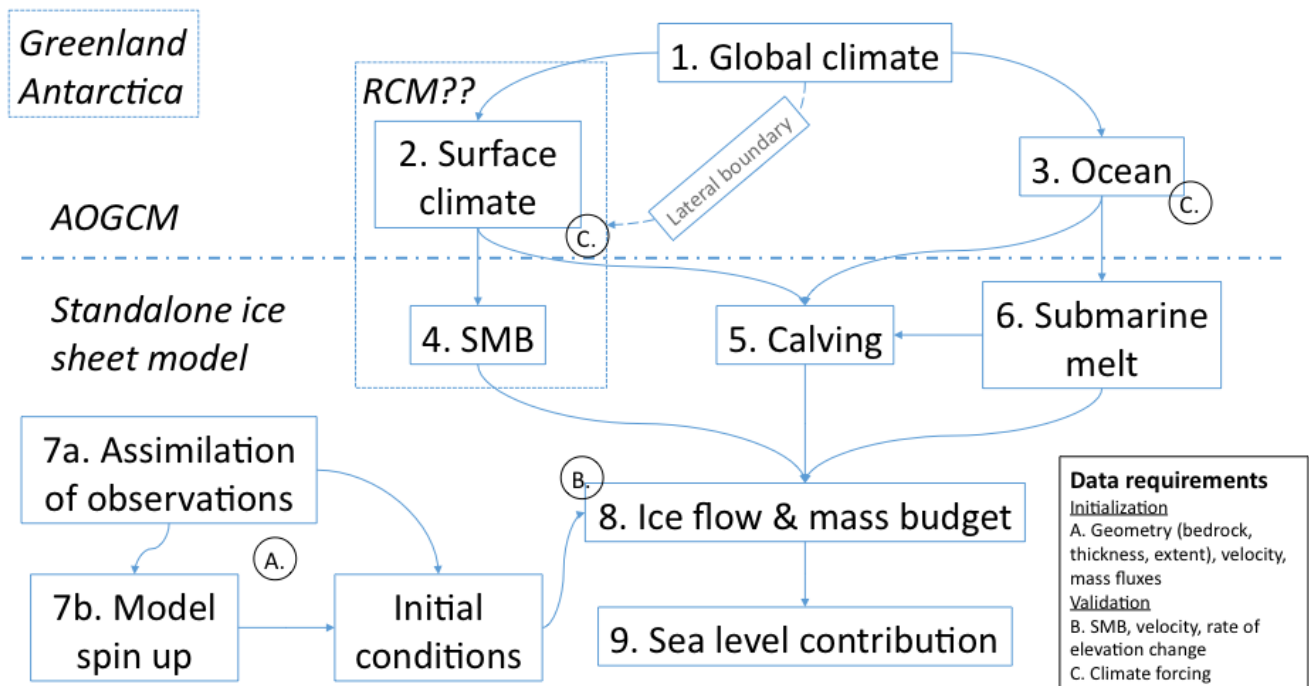 Greenland
Antarctica
1. Global climate
RCM??
Lateral boundary
2. Surface
climate
C.
3. Ocean
C.
AOGCM
Standalone ice
sheet model
4. SMB
5. Calving
6. Submarine
melt
7a. Assimilation
of observations
A.
7b. Model
spin up
Initial
conditions
B.
8. Ice flow & mass budget
9. Sea level contribution
Data requirements
Initialization
A. Geometry (bedrock,
thickness, extent), velocity,
mass fluxes
Validation
B. SMB, velocity, rate of
elevation change
C. Climate forcing